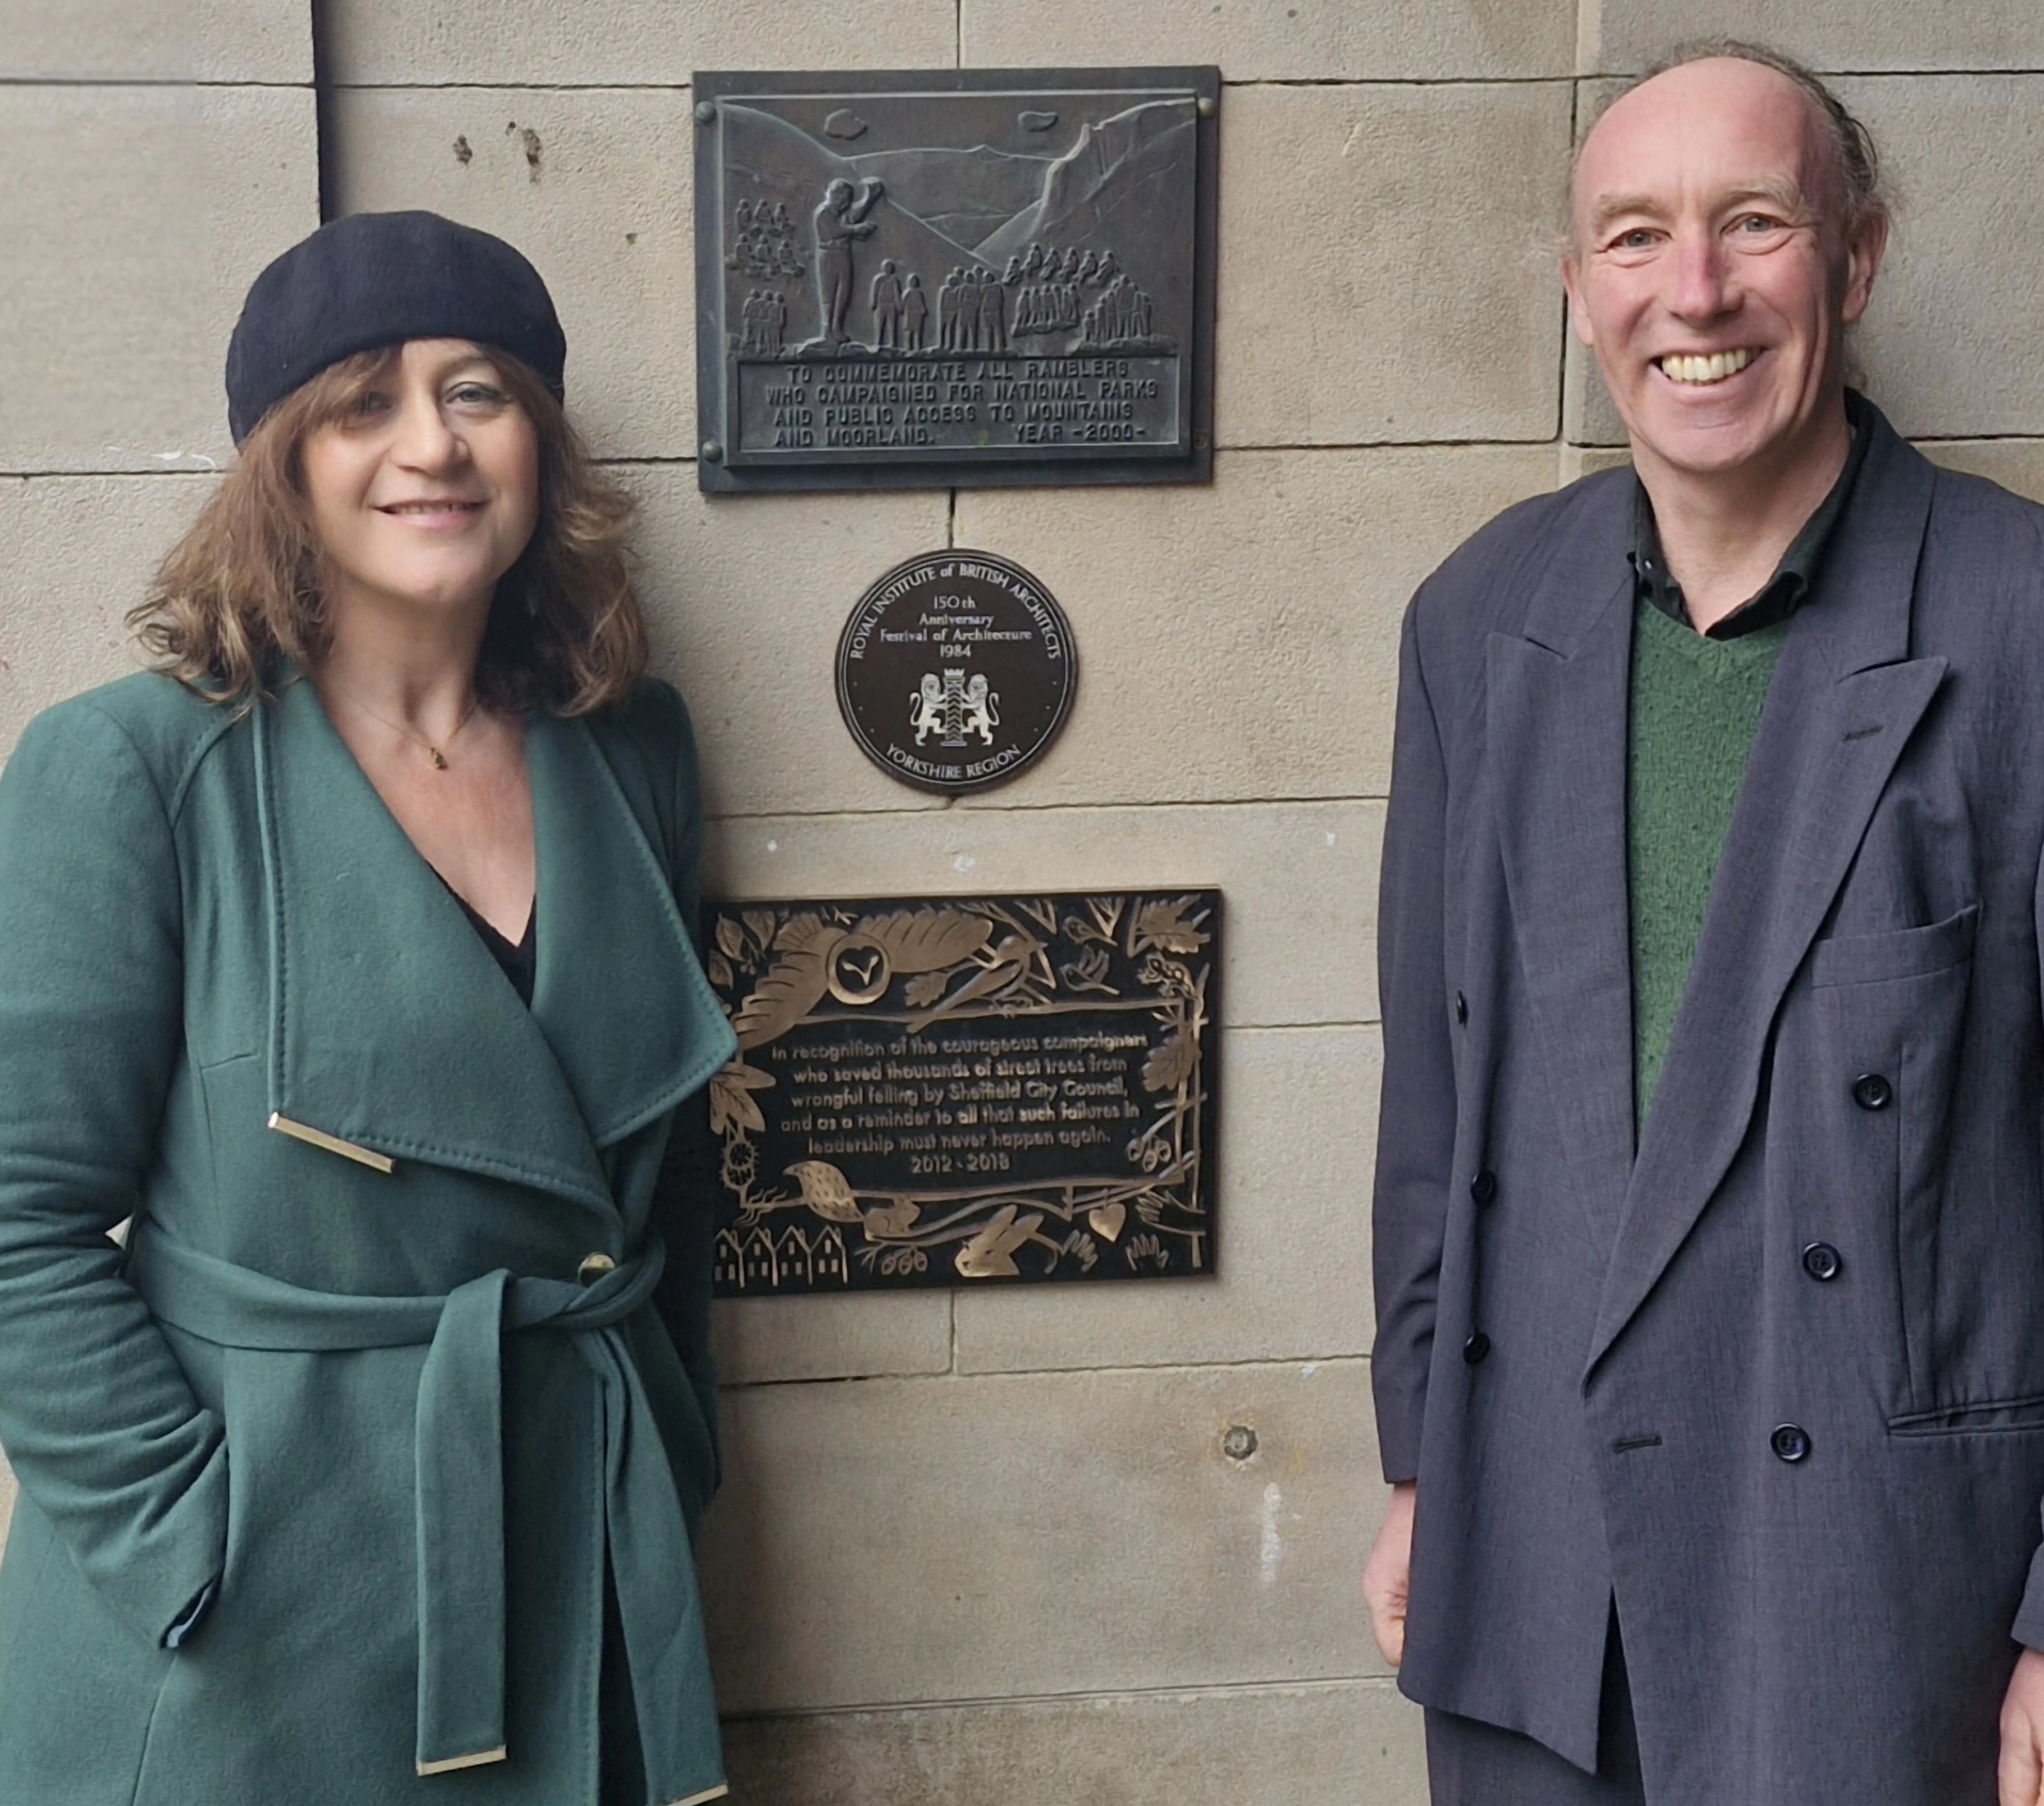 TO COMMEMORATE ALL RAMBLERS
WHO CAMPAIGNED FOR NATIONAL PARKS
AND PUBLIC ACCESS TO MOUNTAINS
AND MOORLAND. YEAR -2000-
ROYAL INSTITUTE of BRITISH ARCHITECTS
150th
Anniversary
Festival of Architecture
1984
YORKSHIRE REGION
In recognition of the courageous campaigners
who saved thousands of street trees from
wrongful felling by Sheffield City Council,
and as a reminder to all that such failures in
leadership must never happen again.
2012-2018